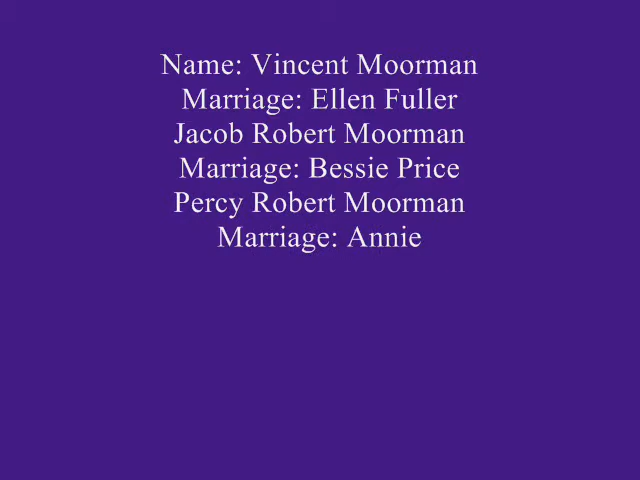 Name: Vincent Moorman
Marriage: Ellen Fuller
Jacob Robert Moorman
Marriage: Bessie Price
Percy Robert Moorman
Marriage: Annie